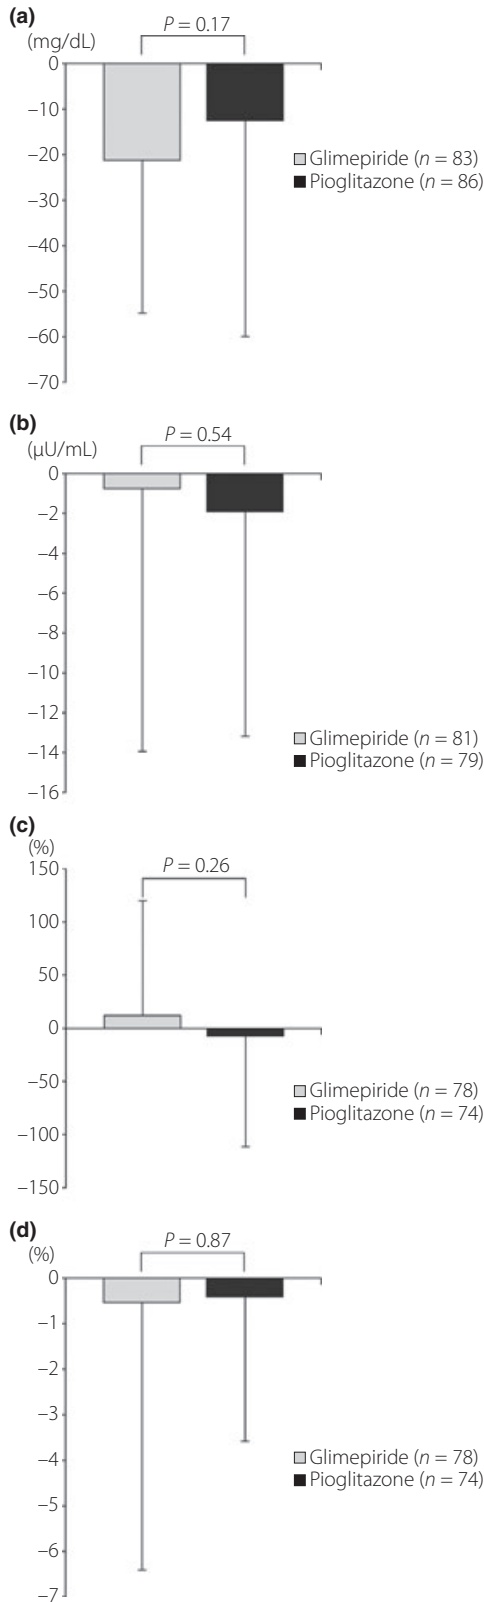 (a)
(mg/dL)
P = 0.17
0
−10
−20
−30
−40
−50
−60
−70
Glimepiride (n = 83)
Pioglitazone (n = 86)
(b)
(μU/mL)
P = 0.54
0
−2
−4
−6
−8
−10
−12
−14
−16
Glimepiride (n = 81)
Pioglitazone (n = 79)
(c)
(%)
P = 0.26
150
100
50
0
−50
−100
−150
Glimepiride (n = 78)
Pioglitazone (n = 74)
(d)
(%)
P = 0.87
0
−1
−2
−3
−4
−5
−6
−7
Glimepiride (n = 78)
Pioglitazone (n = 74)